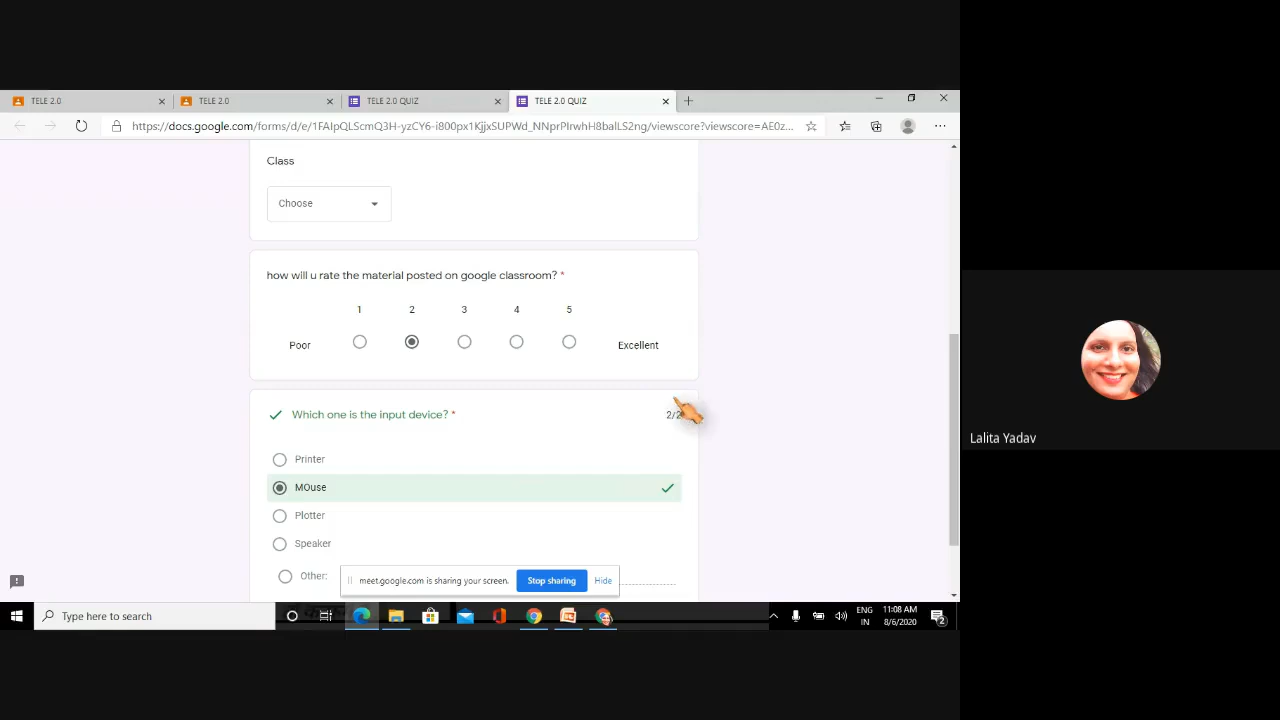 TELE 2.0
TELE 2.0
TELE 2.0 QUIZ
TELE 2.0 QUIZ
https://docs.google.com/forms/d/e/1FAIpQLScmQ3H-yzCY6-i800px1KjjxSUPWd_NNprPIrwhH8balLS2ng/viewscore?viewscore=AE0z...
Class
Choose
how will u rate the material posted on google classroom? *
1 2 3 4 5
Poor Excellent
Which one is the input device? *
2/2
Printer
MOuse
Plotter
Speaker
Other:
meet.google.com is sharing your screen. Stop sharing Hide
Lalita Yadav
Type here to search
ENG 11:08 AM
IN 8/6/2020
2